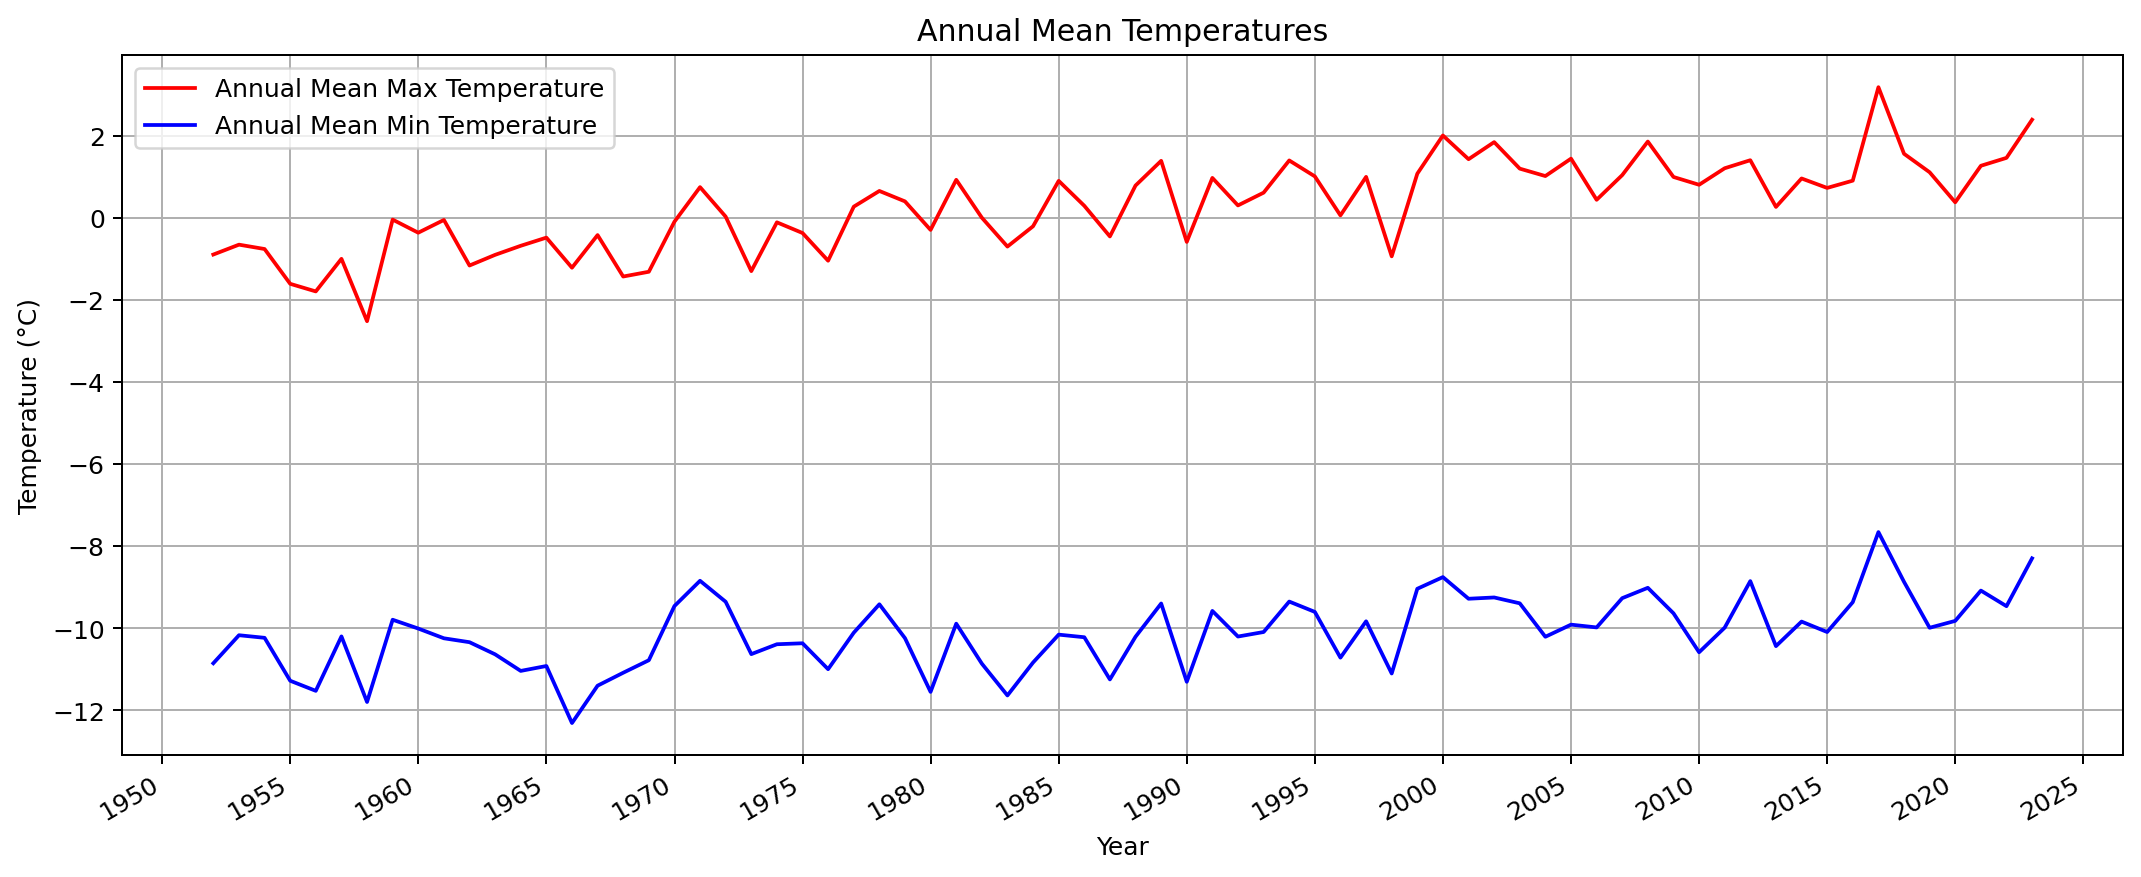 Annual Mean Temperatures
Annual Mean Max Temperature
Annual Mean Min Temperature
Temperature (°C)
2
0
−2
−4
−6
−8
−10
−12
1950 1955 1960 1965 1970 1975 1980 1985 1990 1995 2000 2005 2010 2015 2020 2025
Year